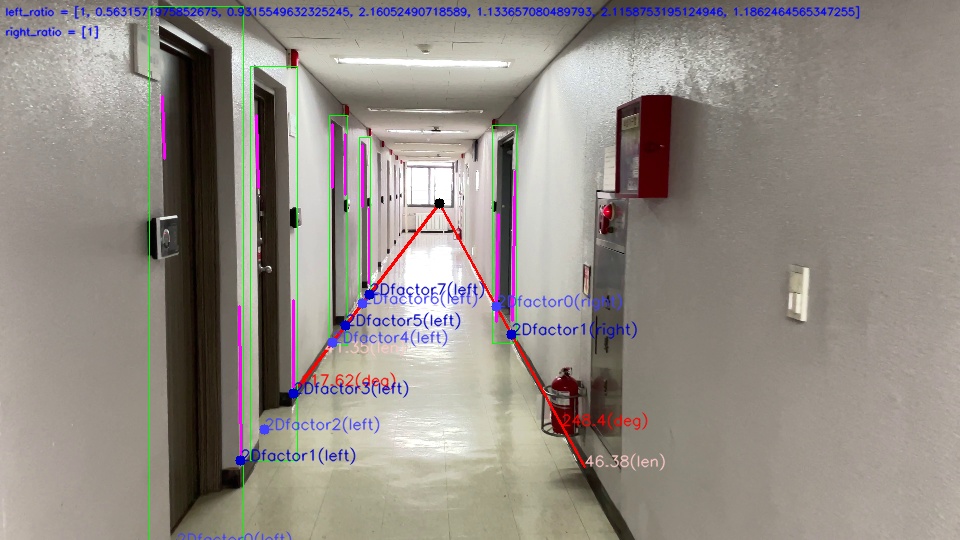 left_ratio = [1, 0.5631571975852675, 0.9315549632325245, 2.16052490718589, 1.133657080489793, 2.1158753195124946, 1.1862464565347255]
right_ratio = [1]
2Dfactor7(left)
2Dfactor6(left)
2Dfactor0(right)
2Dfactor5(left)
2Dfactor1(right)
2Dfactor4(left)
17.62(deg)
2Dfactor3(left)
248.4(deg)
2Dfactor2(left)
2Dfactor1(left)
46.38(len)
2Dfactor0(left)